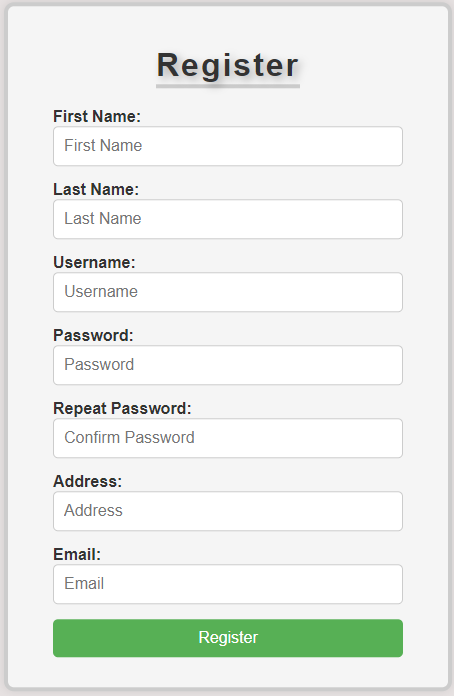 Register
First Name:
First Name
Last Name:
Last Name
Username:
Username
Password:
Password
Repeat Password:
Confirm Password
Address:
Address
Email:
Email
Register